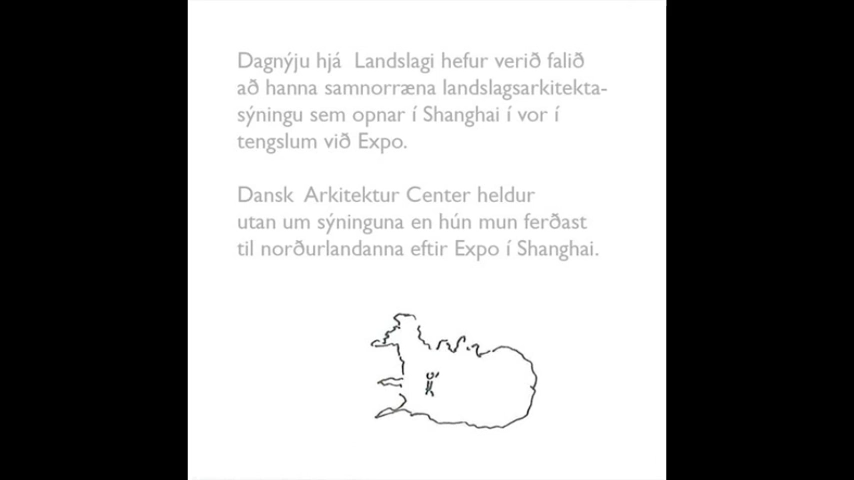 Dagnýju hjá Landslagi hefur verið falið
að hanna samnorræna landslagsarkitekta-
sýningu sem opnar í Shanghai í vor í
tengslum við Expo.
Dansk Arkitektur Center heldur
utan um sýninguna en hún mun ferðast
til norðurlandanna eftir Expo í Shanghai.